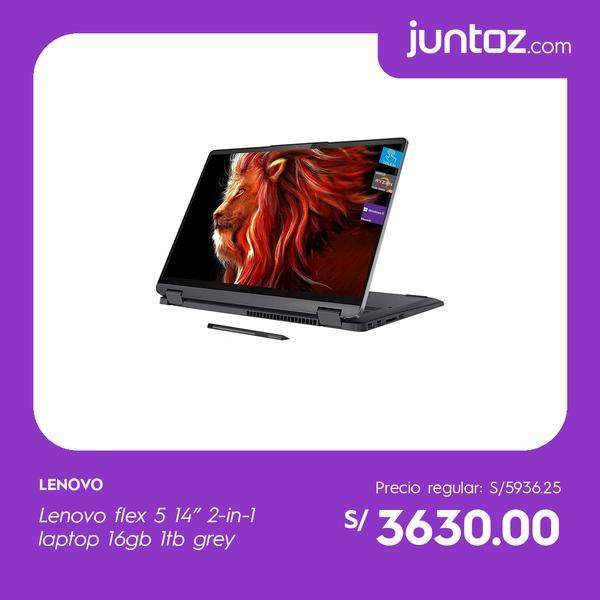 juntoz.com
RYZEN
LENOVO
Lenovo flex 5 14" 2-in-1
laptop 16gb 1tb grey
Precio regular: S/5936.25
S/ 3630.00